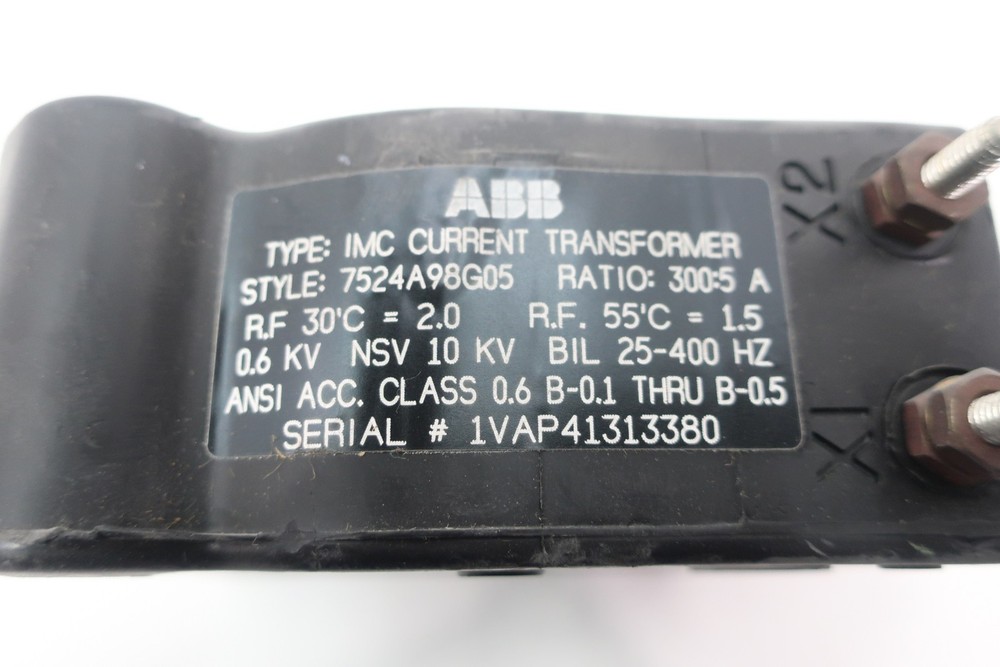 ABB
TYPE: IMC CURRENT TRANSFORMER
STYLE: 7524A98G05 RATIO: 300:5 A
R.F 30'C = 2.0 R.F. 55'C = 1.5
0.6 KV NSV 10 KV BIL 25-400 HZ
ANSI ACC. CLASS 0.6 B-0.1 THRU B-0.5
SERIAL # 1VAP41313380
X2
X1